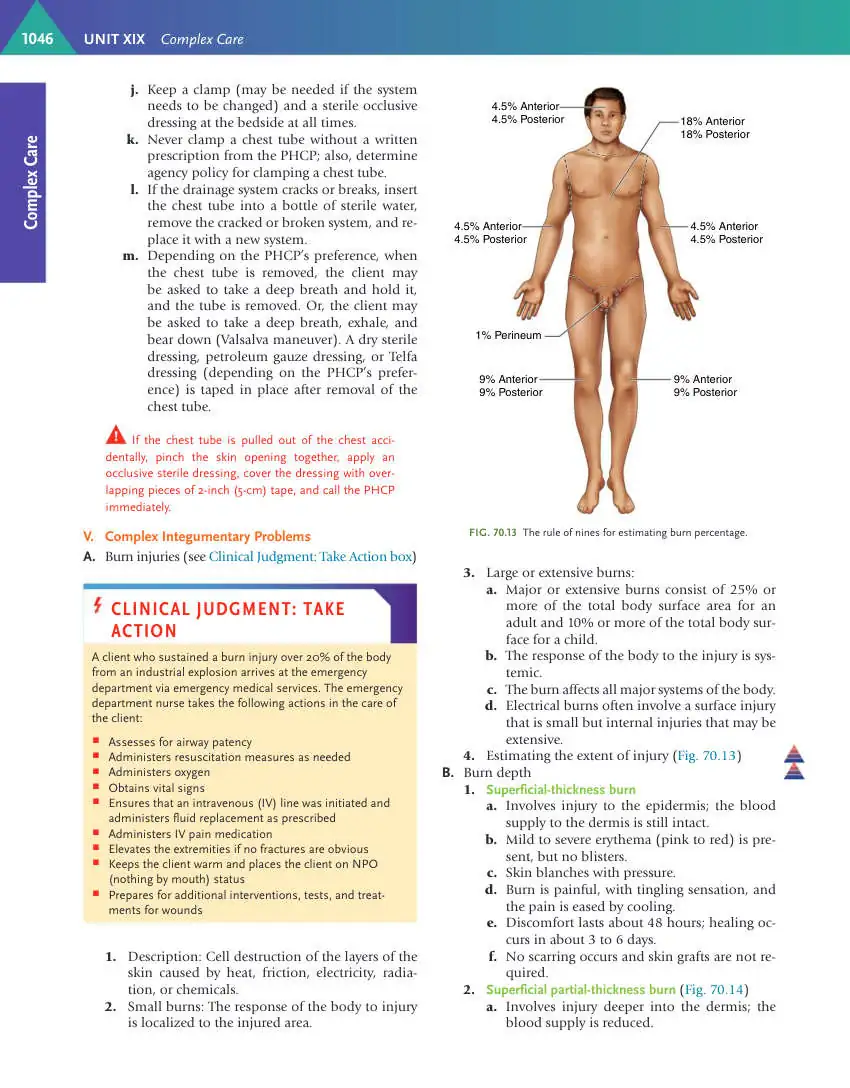 1046 UNIT XIX Complex Care
Complex Care
j. Keep a clamp (may be needed if the system
needs to be changed) and a sterile occlusive
dressing at the bedside at all times.
k. Never clamp a chest tube without a written
prescription from the PHCP; also, determine
agency policy for clamping a chest tube.
l. If the drainage system cracks or breaks, insert
the chest tube into a bottle of sterile water,
remove the cracked or broken system, and re-
place it with a new system.
m. Depending on the PHCP's preference, when
the chest tube is removed, the client may
be asked to take a deep breath and hold it,
and the tube is removed. Or, the client may
be asked to take a deep breath, exhale, and
bear down (Valsalva maneuver). A dry sterile
dressing, petroleum gauze dressing, or Telfa
dressing (depending on the PHCP's prefer-
ence) is taped in place after removal of the
chest tube.
If the chest tube is pulled out of the chest acci-
dentally, pinch the skin opening together, apply an
occlusive sterile dressing, cover the dressing with over-
lapping pieces of 2-inch (5-cm) tape, and call the PHCP
immediately.
V. Complex Integumentary Problems
A. Burn injuries (see Clinical Judgment: Take Action box)
CLINICAL JUDGMENT: TAKE
ACTION
A client who sustained a burn injury over 20% of the body
from an industrial explosion arrives at the emergency
department via emergency medical services. The emergency
department nurse takes the following actions in the care of
the client:
▪ Assesses for airway patency
▪ Administers resuscitation measures as needed
▪ Administers oxygen
▪ Obtains vital signs
▪ Ensures that an intravenous (IV) line was initiated and
administers fluid replacement as prescribed
▪ Administers IV pain medication
▪ Elevates the extremities if no fractures are obvious
▪ Keeps the client warm and places the client on NPO
(nothing by mouth) status
▪ Prepares for additional interventions, tests, and treat-
ments for wounds
1. Description: Cell destruction of the layers of the
skin caused by heat, friction, electricity, radia-
tion, or chemicals.
2. Small burns: The response of the body to injury
is localized to the injured area.
4.5% Anterior
4.5% Posterior
18% Anterior
18% Posterior
4.5% Anterior
4.5% Posterior
4.5% Anterior
4.5% Posterior
1% Perineum
9% Anterior
9% Posterior
9% Anterior
9% Posterior
FIG. 70.13 The rule of nines for estimating burn percentage.
3. Large or extensive burns:
a. Major or extensive burns consist of 25% or
more of the total body surface area for an
adult and 10% or more of the total body sur-
face for a child.
b. The response of the body to the injury is sys-
temic.
c. The burn affects all major systems of the body.
d. Electrical burns often involve a surface injury
that is small but internal injuries that may be
extensive.
4. Estimating the extent of injury (Fig. 70.13)
B. Burn depth
1. Superficial-thickness burn
a. Involves injury to the epidermis; the blood
supply to the dermis is still intact.
b. Mild to severe erythema (pink to red) is pre-
sent, but no blisters.
c. Skin blanches with pressure.
d. Burn is painful, with tingling sensation, and
the pain is eased by cooling.
e. Discomfort lasts about 48 hours; healing oc-
curs in about 3 to 6 days.
f. No scarring occurs and skin grafts are not re-
quired.
2. Superficial partial-thickness burn (Fig. 70.14)
a. Involves injury deeper into the dermis; the
blood supply is reduced.